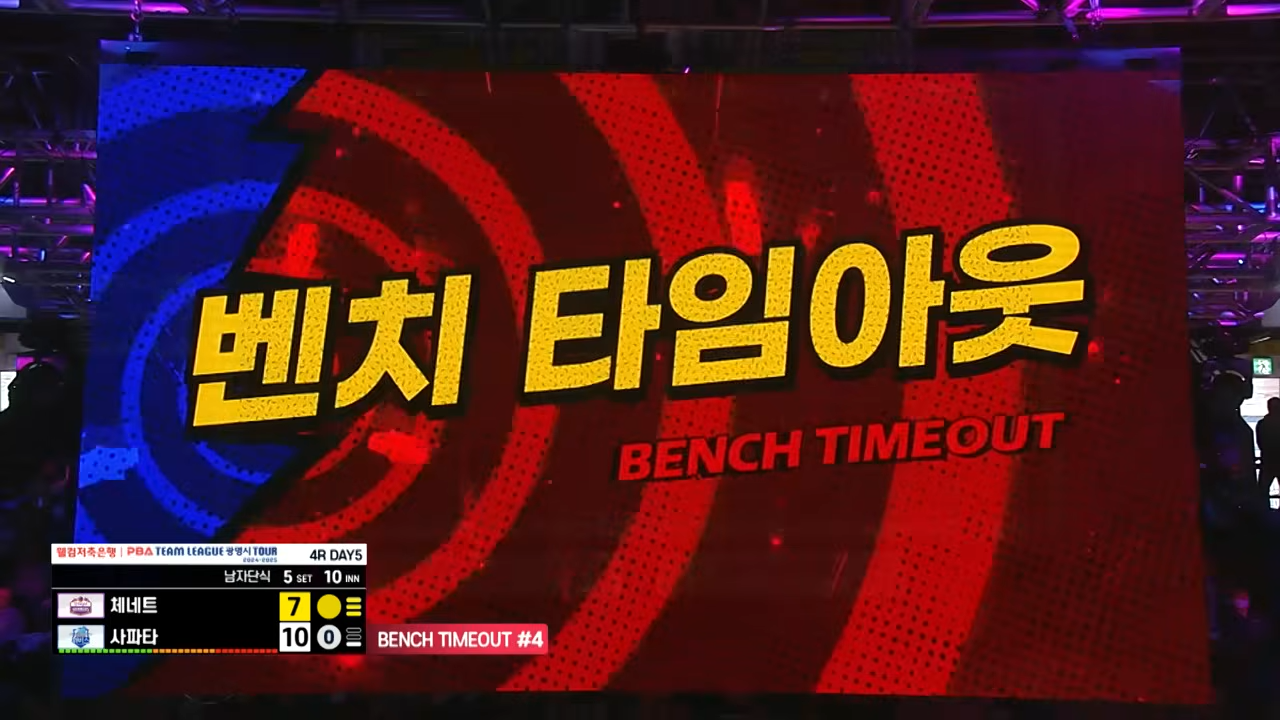 벤치 타임아웃
BENCH TIMEOUT
웰컴저축은행 | PBA TEAM LEAGUE 광명시 TOUR 4R DAY5
2024-2025
남자단식 5 SET 10 INN
체네트 7
사파타 10 0
BENCH TIMEOUT #4